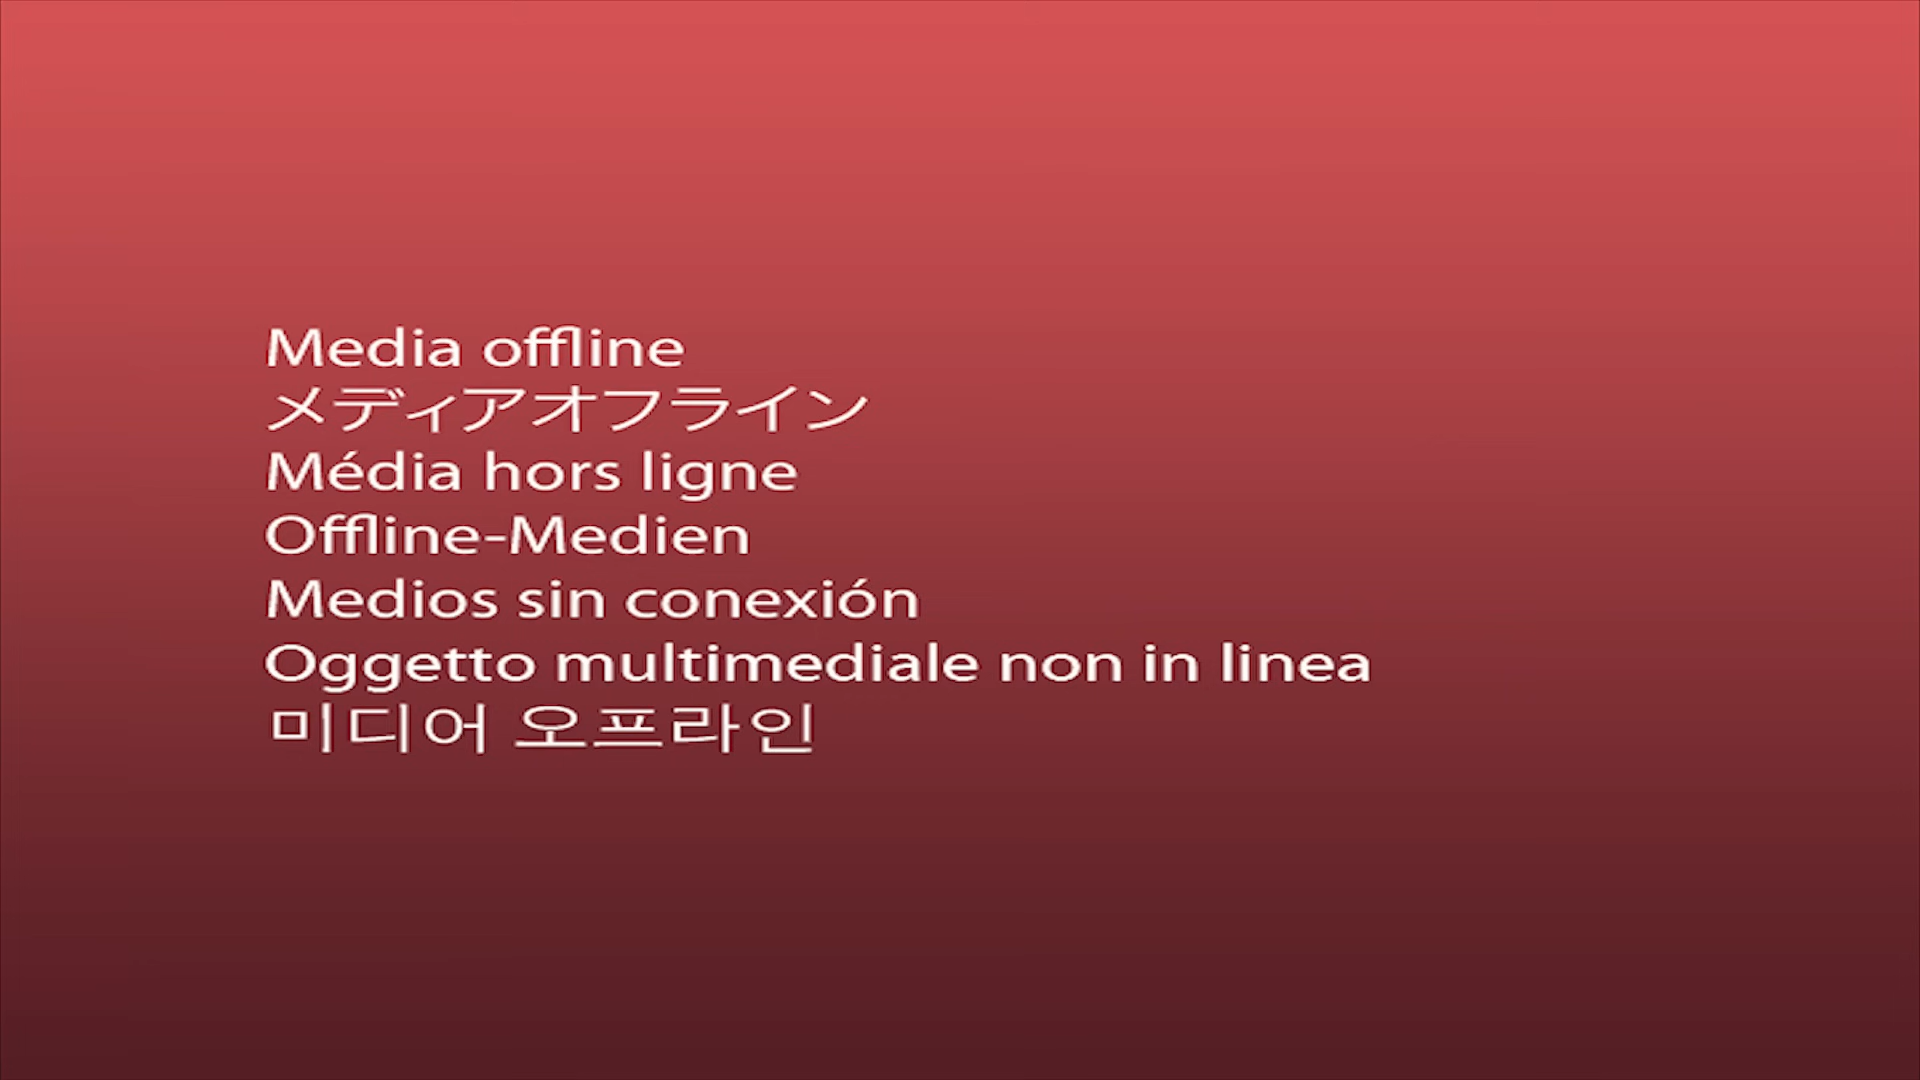 Media offline
メディアオフライン
Média hors ligne
Offline-Medien
Medios sin conexión
Oggetto multimediale non in linea
미디어 오프라인